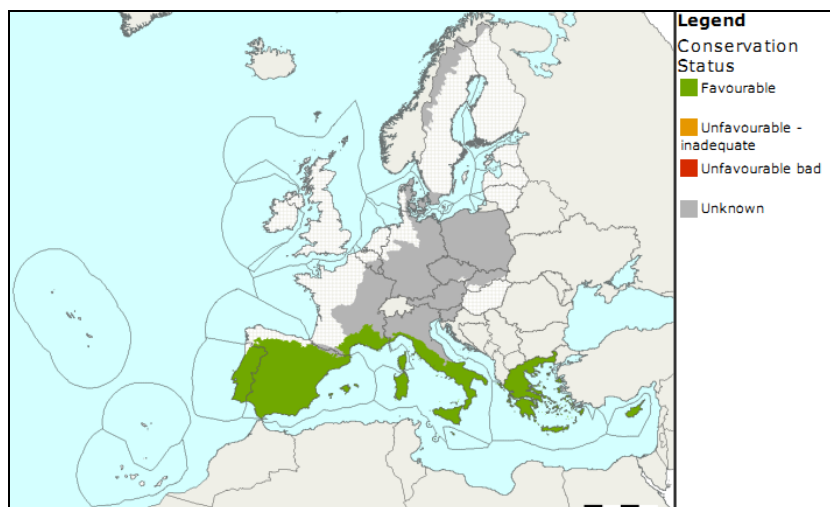 Legend
Conservation
Status
Favourable
Unfavourable -
inadequate
Unfavourable bad
Unknown